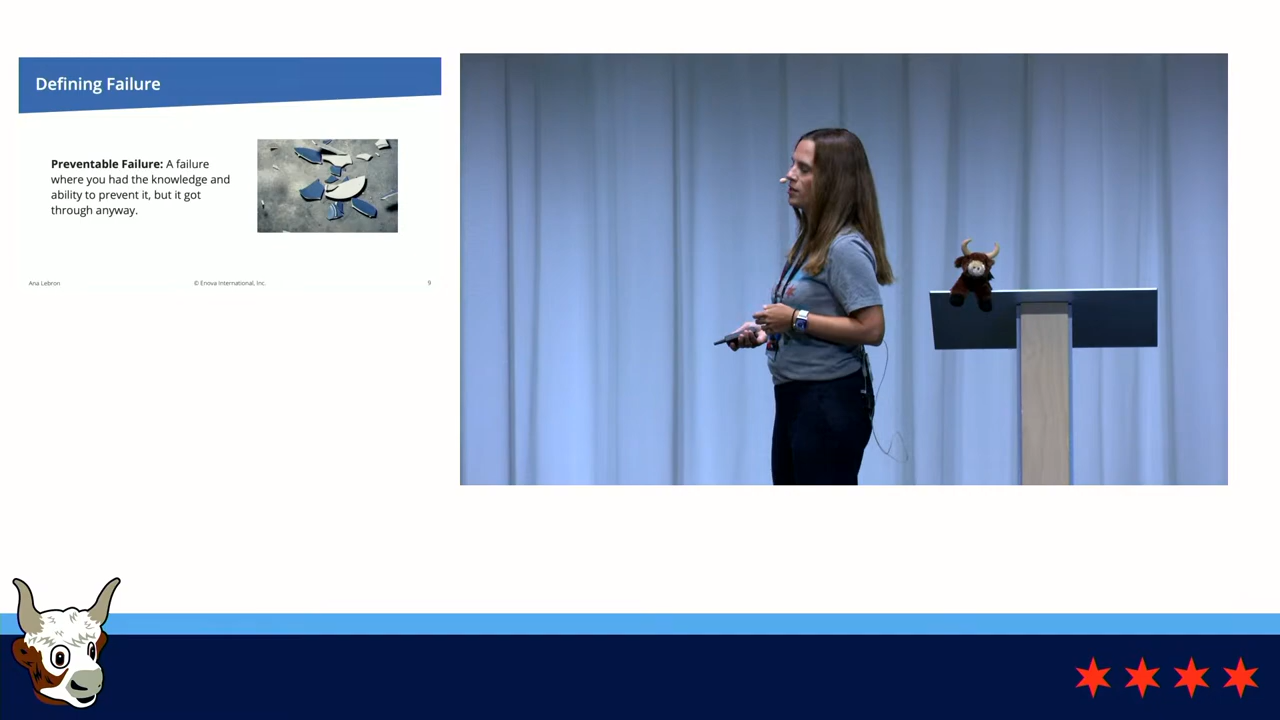 Defining Failure
Preventable Failure: A failure
where you had the knowledge and
ability to prevent it, but it got
through anyway.
Ana Lebron
© Enova International, Inc.
9